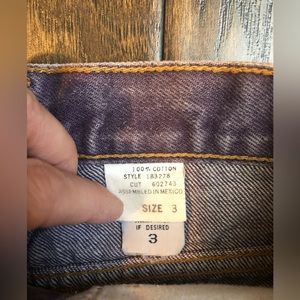 100% COTTON
STYLE 183278
CUT 602743
ASSEMBLED IN MEXICO
SIZE 3
IF DESIRED
3